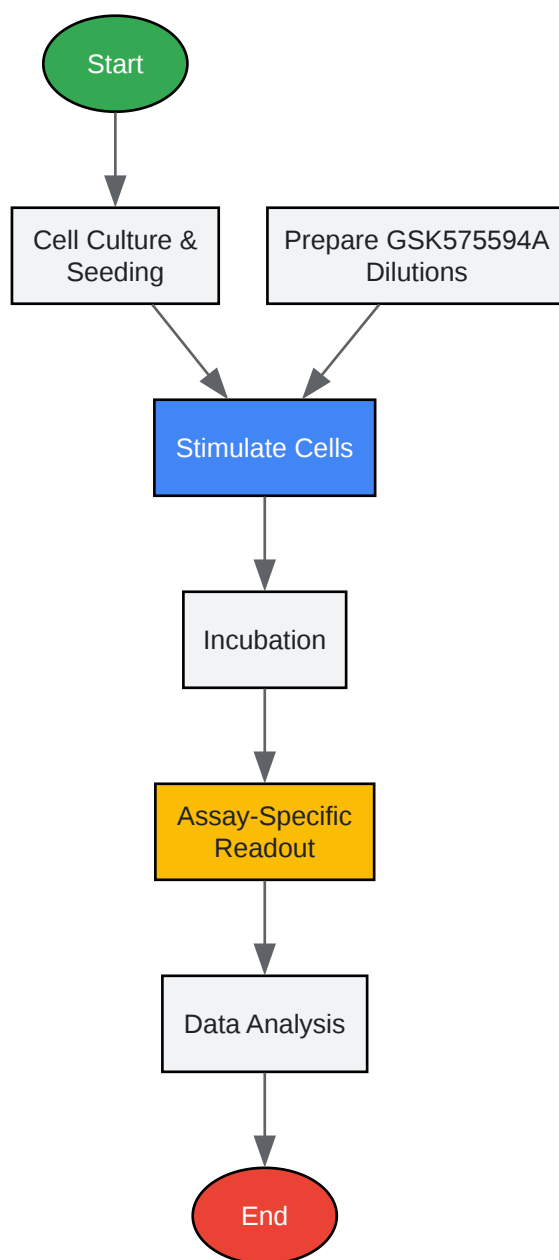 Start
Cell Culture &
Seeding
Prepare GSK575594A
Dilutions
Stimulate Cells
Incubation
Assay-Specific
Readout
Data Analysis
End